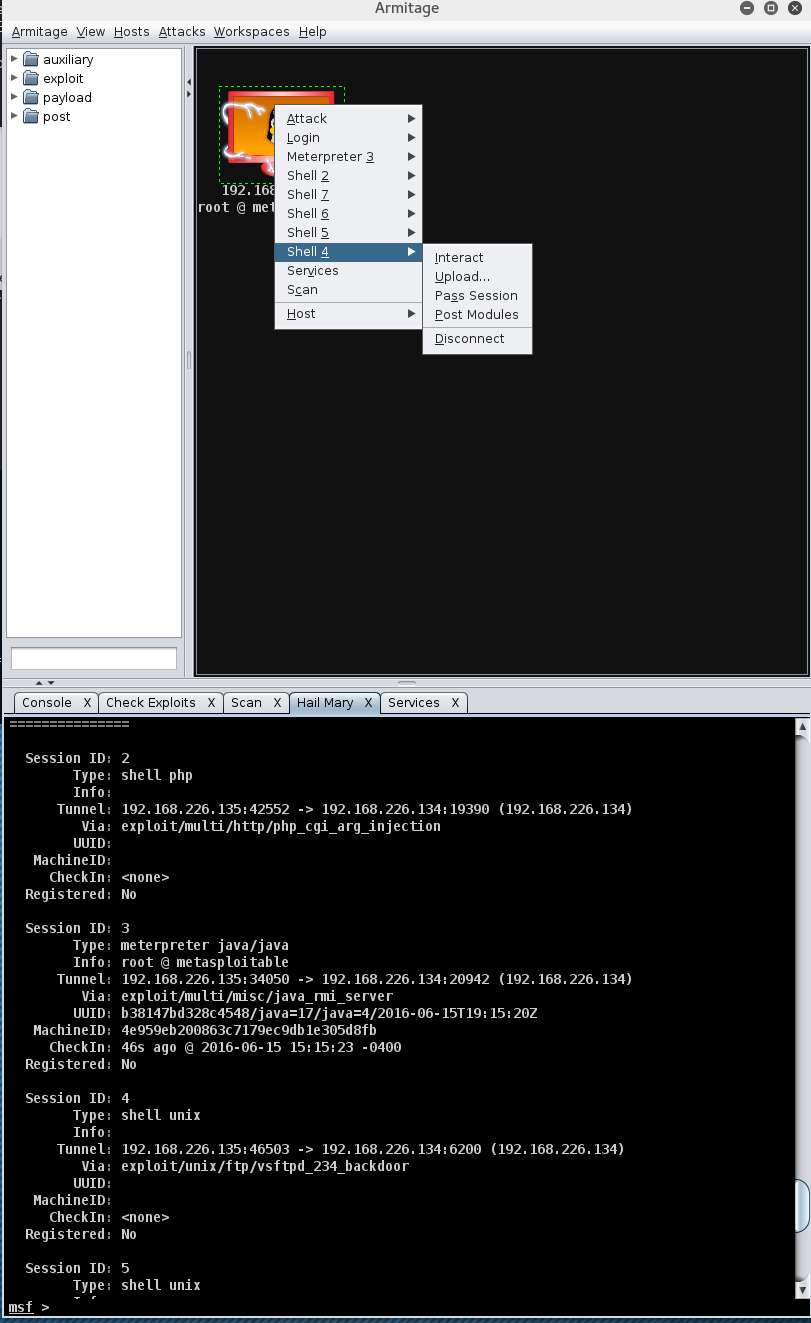 Armitage
Armitage View Hosts Attacks Workspaces Help
auxiliary
exploit
payload
post
192.168
root @ met
Attack
Login
Meterpreter 3
Shell 2
Shell 7
Shell 6
Shell 5
Shell 4
Services
Scan
Host
Interact
Upload...
Pass Session
Post Modules
Disconnect
Console X Check Exploits X Scan X Hail Mary X Services X
===============
Session ID: 2
Type: shell php
Info:
Tunnel: 192.168.226.135:42552 -> 192.168.226.134:19390 (192.168.226.134)
Via: exploit/multi/http/php_cgi_arg_injection
UUID:
MachineID:
CheckIn: <none>
Registered: No
Session ID: 3
Type: meterpreter java/java
Info: root @ metasploitable
Tunnel: 192.168.226.135:34050 -> 192.168.226.134:20942 (192.168.226.134)
Via: exploit/multi/misc/java_rmi_server
UUID: b38147bd328c4548/java=17/java=4/2016-06-15T19:15:20Z
MachineID: 4e959eb200863c7179ec9db1e305d8fb
CheckIn: 46s ago @ 2016-06-15 15:15:23 -0400
Registered: No
Session ID: 4
Type: shell unix
Info:
Tunnel: 192.168.226.135:46503 -> 192.168.226.134:6200 (192.168.226.134)
Via: exploit/unix/ftp/vsftpd_234_backdoor
UUID:
MachineID:
CheckIn: <none>
Registered: No
Session ID: 5
Type: shell unix
msf >